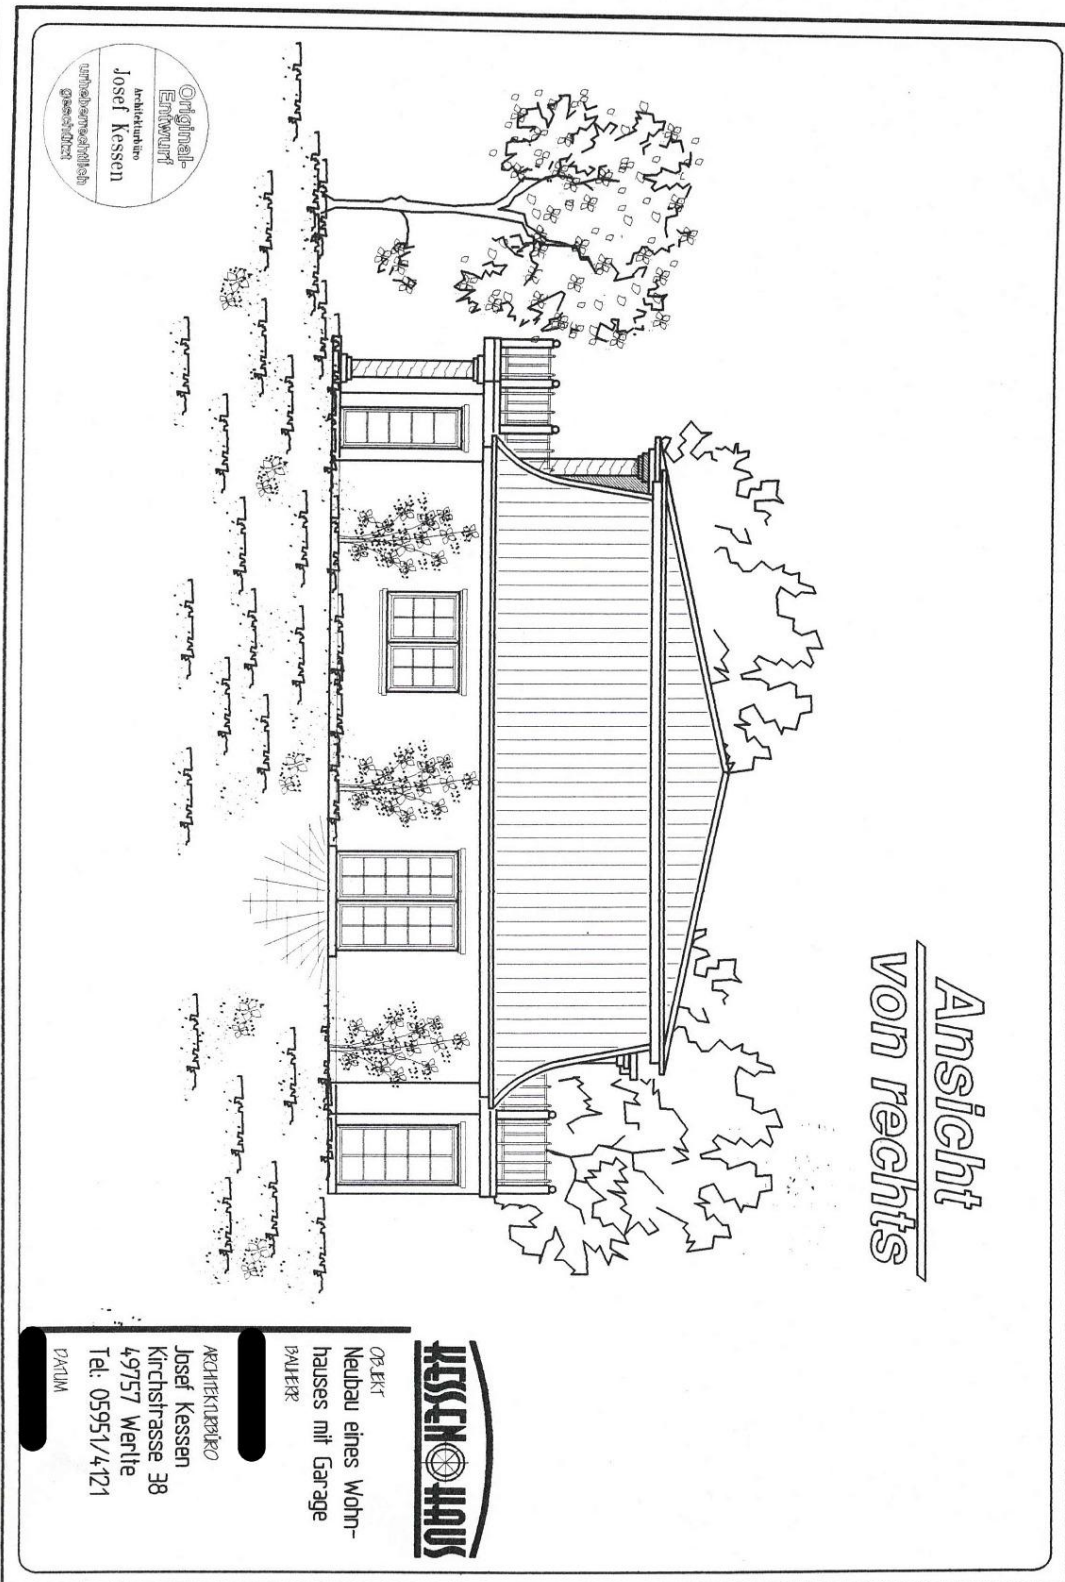 Ansicht
von rechts
KESSEN HAUS
OBJEKT
Neubau eines Wohn-
hauses mit Garage
BAUHERR
ARCHITEKTURBÜRO
Josef Kessen
Kirchstrasse 38
49757 Werlte
Tel: 05951/4121
DATUM
Original-
Entwurf
Architekturbüro
Josef Kessen
urheberrechtlich
geschützt